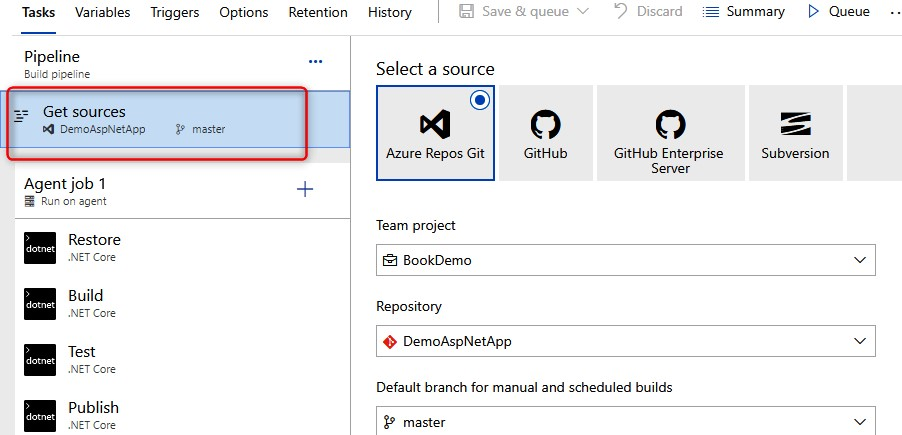 Tasks Variables Triggers Options Retention History Save & queue Discard Summary Queue ...
Pipeline
Build pipeline
Get sources
DemoAspNetApp master
Agent job 1
Run on agent
>
dotnet
Restore
.NET Core
>
dotnet
Build
.NET Core
>
dotnet
Test
.NET Core
>
dotnet
Publish
.NET Core
Select a source
Azure Repos Git
GitHub
GitHub Enterprise
Server
Subversion
Team project
BookDemo
Repository
DemoAspNetApp
Default branch for manual and scheduled builds
master